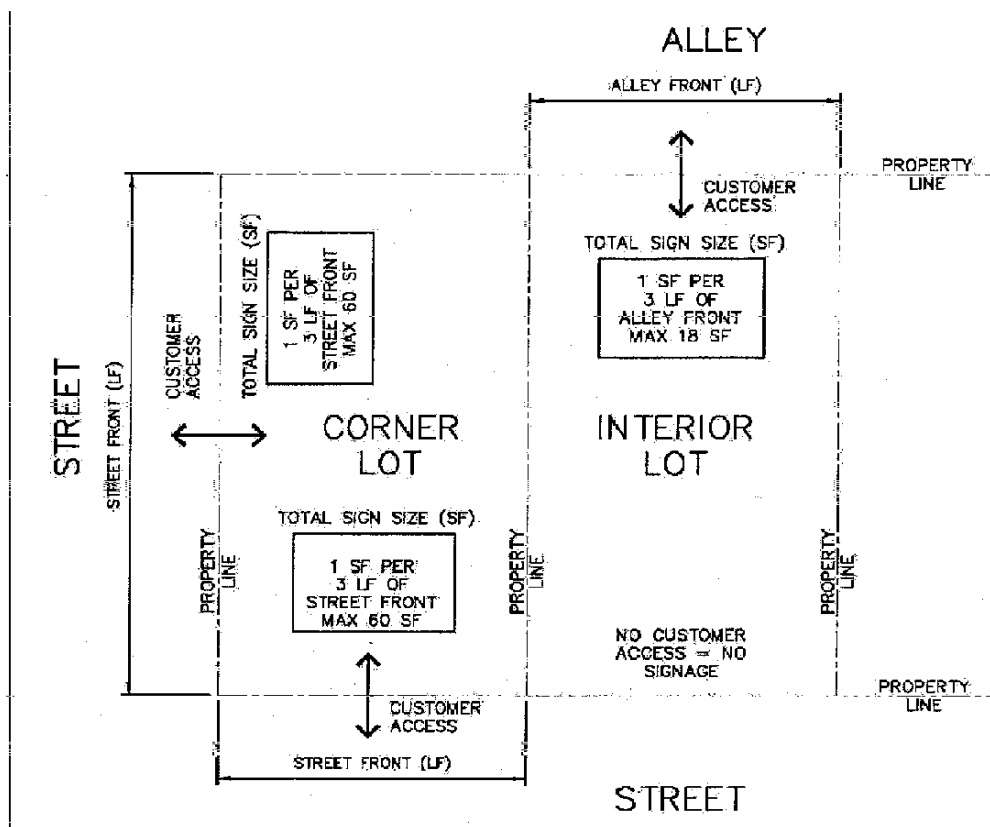 ALLEY
ALLEY FRONT (LF)
PROPERTY
LINE
CUSTOMER
ACCESS
TOTAL SIGN SIZE (SF)
1 SF PER
3 LF OF
ALLEY FRONT
MAX 18 SF
TOTAL SIGN SIZE (SF)
1 SF PER
3 LF OF
STREET FRONT
MAX 60 SF
CUSTOMER
ACCESS
STREET
STREET FRONT (LF)
CORNER
LOT
INTERIOR
LOT
TOTAL SIGN SIZE (SF)
1 SF PER
3 LF OF
STREET FRONT
MAX 60 SF
PROPERTY
LINE
PROPERTY
LINE
PROPERTY
LINE
NO CUSTOMER
ACCESS = NO
SIGNAGE
PROPERTY
LINE
CUSTOMER
ACCESS
STREET FRONT (LF)
STREET